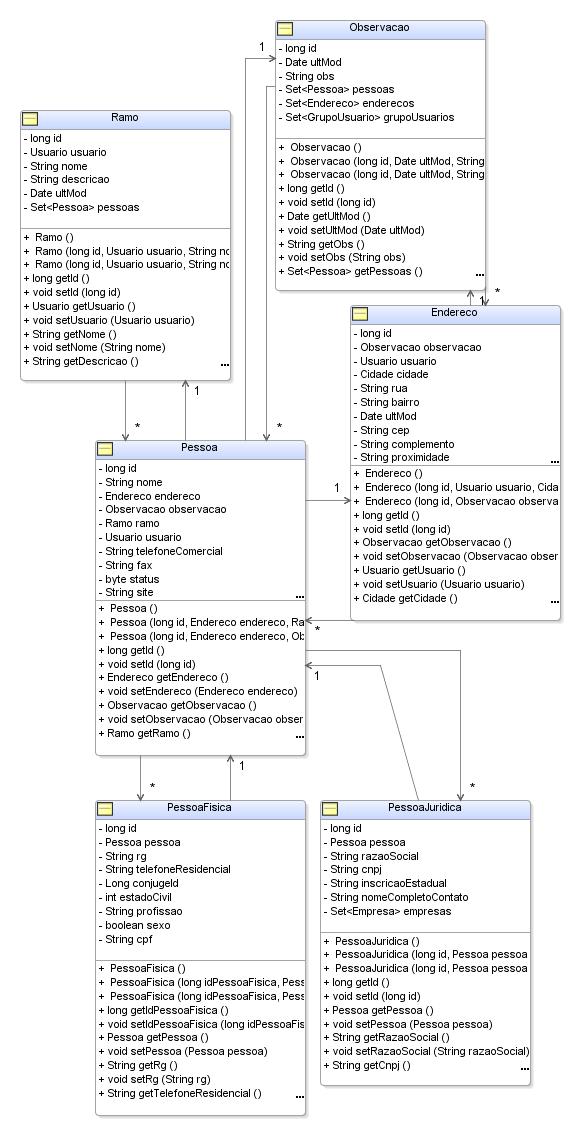 Observacao
- long id
- Date ultMod
- String obs
- Set<Pessoa> pessoas
- Set<Endereco> enderecos
- Set<GrupoUsuario> grupoUsuarios
+ Observacao ()
+ Observacao (long id, Date ultMod, String
+ Observacao (long id, Date ultMod, String
+ long getId ()
+ void setId (long id)
+ Date getUltMod ()
+ void setUltMod (Date ultMod)
+ String getObs ()
+ void setObs (String obs)
+ Set<Pessoa> getPessoas ()
...
1
Ramo
- long id
- Usuario usuario
- String nome
- String descricao
- Date ultMod
- Set<Pessoa> pessoas
+ Ramo ()
+ Ramo (long id, Usuario usuario, String no
+ Ramo (long id, Usuario usuario, String no
+ long getId ()
+ void setId (long id)
+ Usuario getUsuario ()
+ void setUsuario (Usuario usuario)
+ String getNome ()
+ void setNome (String nome)
+ String getDescricao ()
...
*
1
Endereco
- long id
- Observacao observacao
- Usuario usuario
- Cidade cidade
- String rua
- String bairro
- Date ultMod
- String cep
- String complemento
- String proximidade
...
+ Endereco ()
+ Endereco (long id, Usuario usuario, Cida
+ Endereco (long id, Observacao observa
+ long getId ()
+ void setId (long id)
+ Observacao getObservacao ()
+ void setObservacao (Observacao obser
+ Usuario getUsuario ()
+ void setUsuario (Usuario usuario)
+ Cidade getCidade ()
...
1
*
*
Pessoa
- long id
- String nome
- Endereco endereco
- Observacao observacao
- Ramo ramo
- Usuario usuario
- String telefoneComercial
- String fax
- byte status
- String site
...
+ Pessoa ()
+ Pessoa (long id, Endereco endereco, Ra
+ Pessoa (long id, Endereco endereco, Ob
+ long getId ()
+ void setId (long id)
+ Endereco getEndereco ()
+ void setEndereco (Endereco endereco)
+ Observacao getObservacao ()
+ void setObservacao (Observacao obser
+ Ramo getRamo ()
...
1
*
1
*
1
*
PessoaFisica
- long id
- Pessoa pessoa
- String rg
- String telefoneResidencial
- Long conjugeId
- int estadoCivil
- String profissao
- boolean sexo
- String cpf
+ PessoaFisica ()
+ PessoaFisica (long idPessoaFisica, Pess
+ PessoaFisica (long idPessoaFisica, Pess
+ long getIdPessoaFisica ()
+ void setIdPessoaFisica (long idPessoaFis
+ Pessoa getPessoa ()
+ void setPessoa (Pessoa pessoa)
+ String getRg ()
+ void setRg (String rg)
+ String getTelefoneResidencial ()
...
PessoaJuridica
- long id
- Pessoa pessoa
- String razaoSocial
- String cnpj
- String inscricaoEstadual
- String nomeCompletoContato
- Set<Empresa> empresas
+ PessoaJuridica ()
+ PessoaJuridica (long id, Pessoa pessoa
+ PessoaJuridica (long id, Pessoa pessoa
+ long getId ()
+ void setId (long id)
+ Pessoa getPessoa ()
+ void setPessoa (Pessoa pessoa)
+ String getRazaoSocial ()
+ void setRazaoSocial (String razaoSocial)
+ String getCnpj ()
...